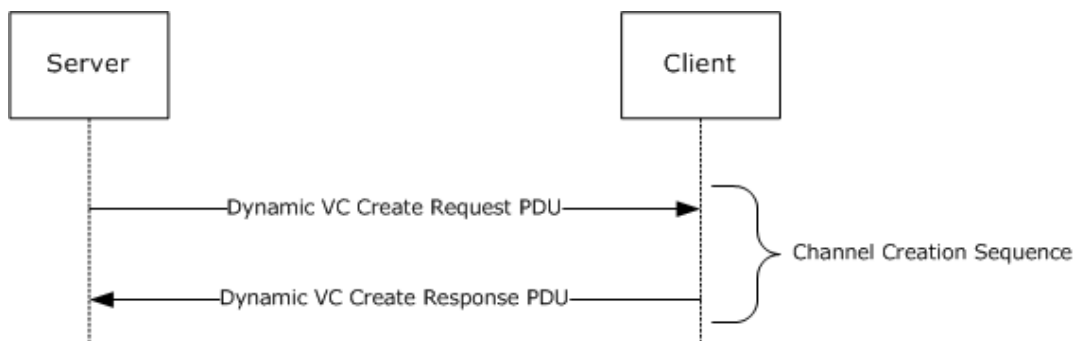 Server
Client
Dynamic VC Create Request PDU
Channel Creation Sequence
Dynamic VC Create Response PDU